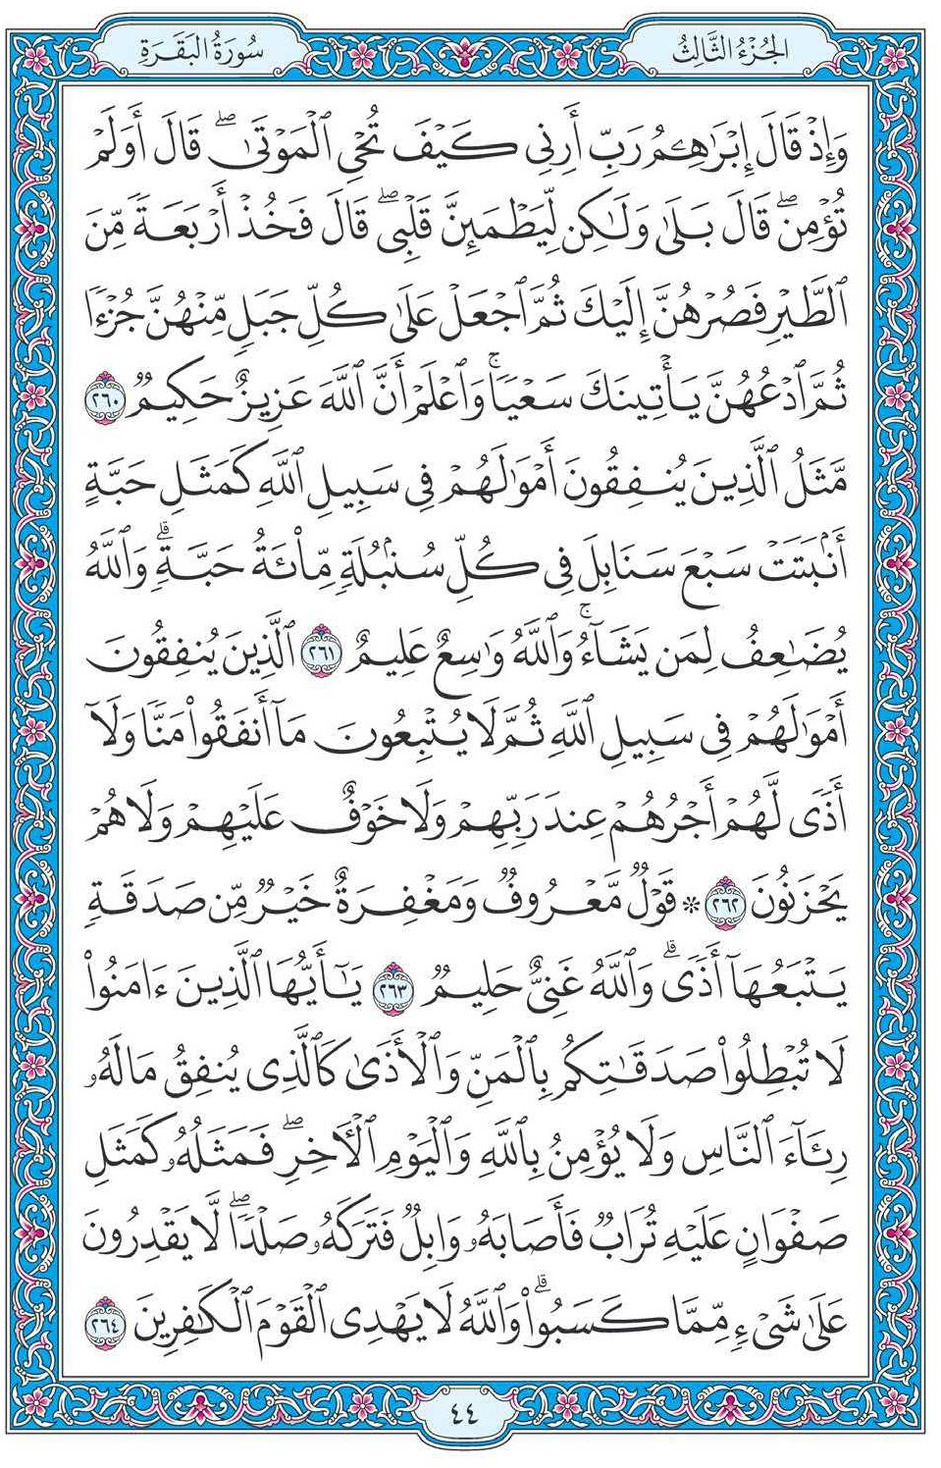 الجُزْءُ الثَّالِثُ
سُورَةُ البَقَرَةِ
وَإِذۡ قَالَ إِبۡرَٰهِـۧمُ رَبِّ أَرِنِي كَيۡفَ تُحۡيِ ٱلۡمَوۡتَىٰۖ قَالَ أَوَلَمۡ
تُؤۡمِنۖ قَالَ بَلَىٰ وَلَٰكِن لِّيَطۡمَئِنَّ قَلۡبِيۖ قَالَ فَخُذۡ أَرۡبَعَةٗ مِّنَ
ٱلطَّيۡرِ فَصُرۡهُنَّ إِلَيۡكَ ثُمَّ ٱجۡعَلۡ عَلَىٰ كُلِّ جَبَلٖ مِّنۡهُنَّ جُزۡءٗا
ثُمَّ ٱدۡعُهُنَّ يَأۡتِينَكَ سَعۡيٗاۚ وَٱعۡلَمۡ أَنَّ ٱللَّهَ عَزِيزٌ حَكِيمٞ ٢٦٠
مَّثَلُ ٱلَّذِينَ يُنفِقُونَ أَمۡوَٰلَهُمۡ فِي سَبِيلِ ٱللَّهِ كَمَثَلِ حَبَّةٍ
أَنۢبَتَتۡ سَبۡعَ سَنَابِلَ فِي كُلِّ سُنۢبُلَةٖ مِّاْئَةُ حَبَّةٖۗ وَٱللَّهُ
يُضَٰعِفُ لِمَن يَشَآءُۚ وَٱللَّهُ وَٰسِعٌ عَلِيمٌ ٢٦١ ٱلَّذِينَ يُنفِقُونَ
أَمۡوَٰلَهُمۡ فِي سَبِيلِ ٱللَّهِ ثُمَّ لَا يُتۡبِعُونَ مَآ أَنفَقُواْ مَنّٗا وَلَآ
أَذٗى لَّهُمۡ أَجۡرُهُمۡ عِندَ رَبِّهِمۡ وَلَا خَوۡفٌ عَلَيۡهِمۡ وَلَا هُمۡ
يَحۡزَنُونَ ٢٦٢ ۞ قَوۡلٞ مَّعۡرُوفٞ وَمَغۡفِرَةٌ خَيۡرٞ مِّن صَدَقَةٖ
يَتۡبَعُهَآ أَذٗىۗ وَٱللَّهُ غَنِيٌّ حَلِيمٞ ٢٦٣ يَٰٓأَيُّهَا ٱلَّذِينَ ءَامَنُواْ
لَا تُبۡطِلُواْ صَدَقَٰتِكُم بِٱلۡمَنِّ وَٱلۡأَذَىٰ كَٱلَّذِي يُنفِقُ مَالَهُۥ
رِئَآءَ ٱلنَّاسِ وَلَا يُؤۡمِنُ بِٱللَّهِ وَٱلۡيَوۡمِ ٱلۡأٓخِرِۖ فَمَثَلُهُۥ كَمَثَلِ
صَفۡوَانٍ عَلَيۡهِ تُرَابٞ فَأَصَابَهُۥ وَابِلٞ فَتَرَكَهُۥ صَلۡدٗاۖ لَّا يَقۡدِرُونَ
عَلَىٰ شَيۡءٖ مِّمَّا كَسَبُواْۗ وَٱللَّهُ لَا يَهۡدِي ٱلۡقَوۡمَ ٱلۡكَٰفِرِينَ ٢٦٤
٤٤